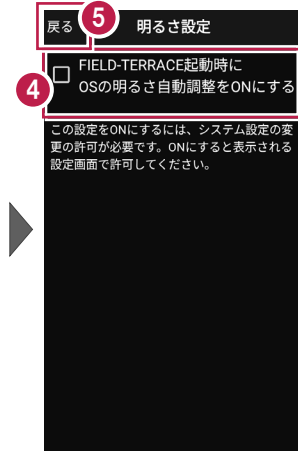 戻る
5
明るさ設定
4
FIELD-TERRACE起動時に
OSの明るさ自動調整をONにする
この設定をONにするには、システム設定の変
更の許可が必要です。ONにすると表示される
設定画面で許可してください。